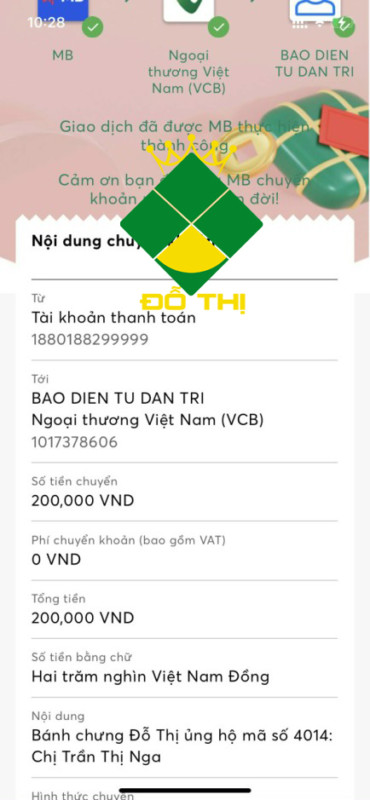 10:28
MB
Ngoại
thương Việt
Nam (VCB)
BAO DIEN
TU DAN TRI
Giao dịch đã được MB thực hiện
thành công.
Cảm ơn bạn MB chuyển
khoản đời!
Nội dung
ĐỖ THỊ
Từ
Tài khoản thanh toán
1880188299999
Tới
BAO DIEN TU DAN TRI
Ngoại thương Việt Nam (VCB)
1017378606
Số tiền chuyển
200,000 VND
Phí chuyển khoản (bao gồm VAT)
0 VND
Tổng tiền
200,000 VND
Số tiền bằng chữ
Hai trăm nghìn Việt Nam Đồng
Nội dung
Bánh chưng Đỗ Thị ủng hộ mã số 4014:
Chị Trần Thị Nga
Hình thức chuyển